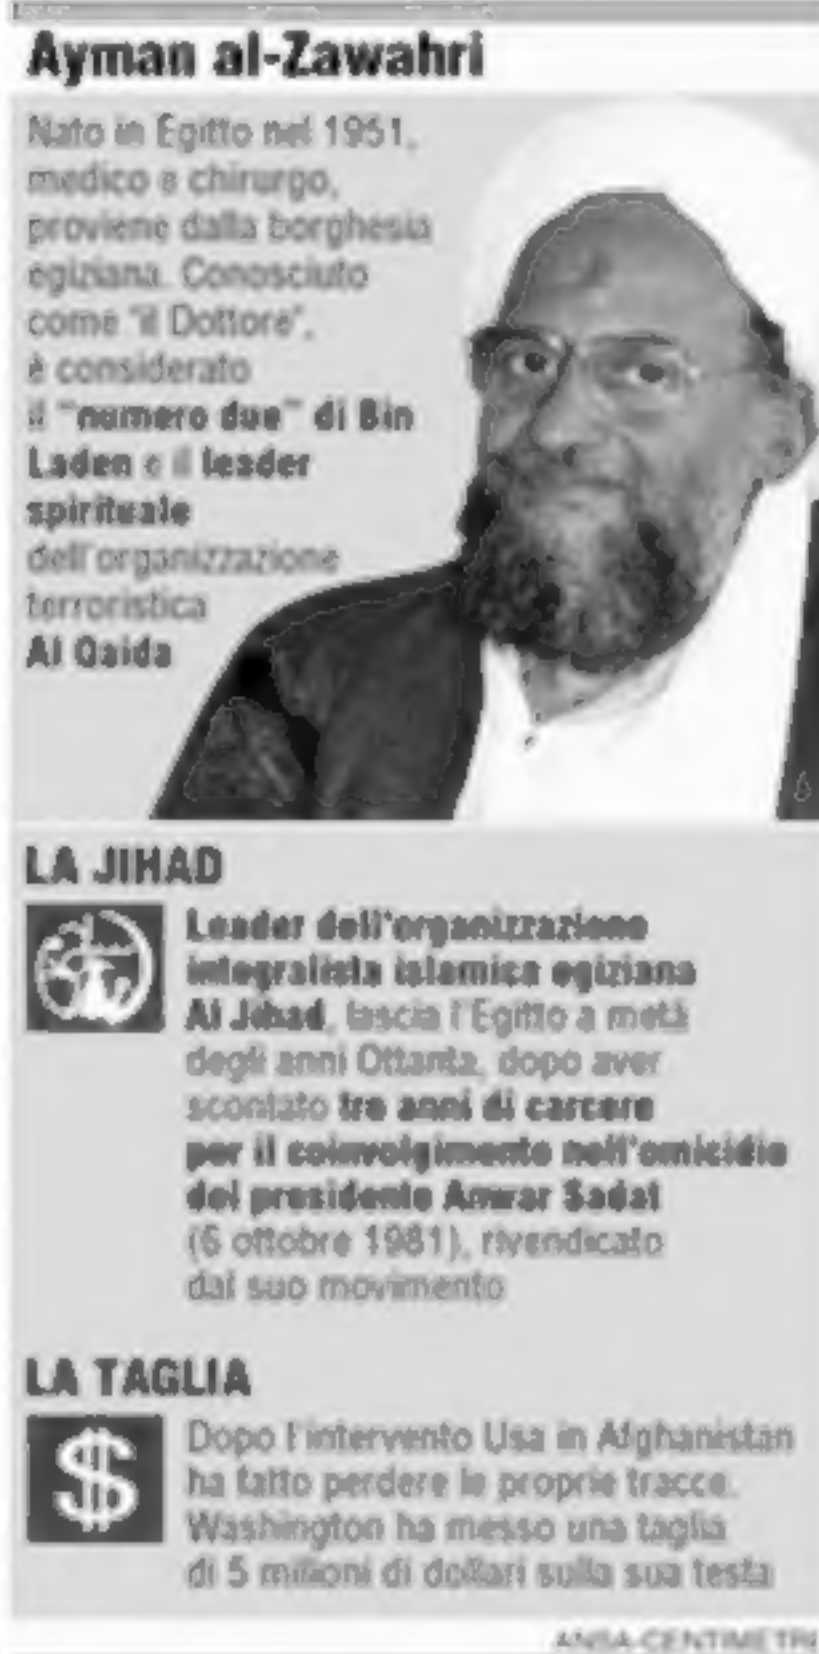 Ayman al-Zawahri
Nato in Egitto nel 1951,
medico e chirurgo,
proviene dalla borghesia
egiziana. Conosciuto
come "il Dottore",
è considerato
il "numero due" di Bin
Laden e il leader
spirituale
dell'organizzazione
terroristica
Al Qaida
LA JIHAD
Leader dell'organizzazione
integralista islamica egiziana
Al Jihad, lascia l'Egitto a metà
degli anni Ottanta, dopo aver
scontato tre anni di carcere
per il coinvolgimento nell'omicidio
del presidente Anwar Sadat
(6 ottobre 1981), rivendicato
dal suo movimento
LA TAGLIA
Dopo l'intervento Usa in Afghanistan
ha fatto perdere le proprie tracce.
Washington ha messo una taglia
di 5 milioni di dollari sulla sua testa
ANSA-CENTIMETRI